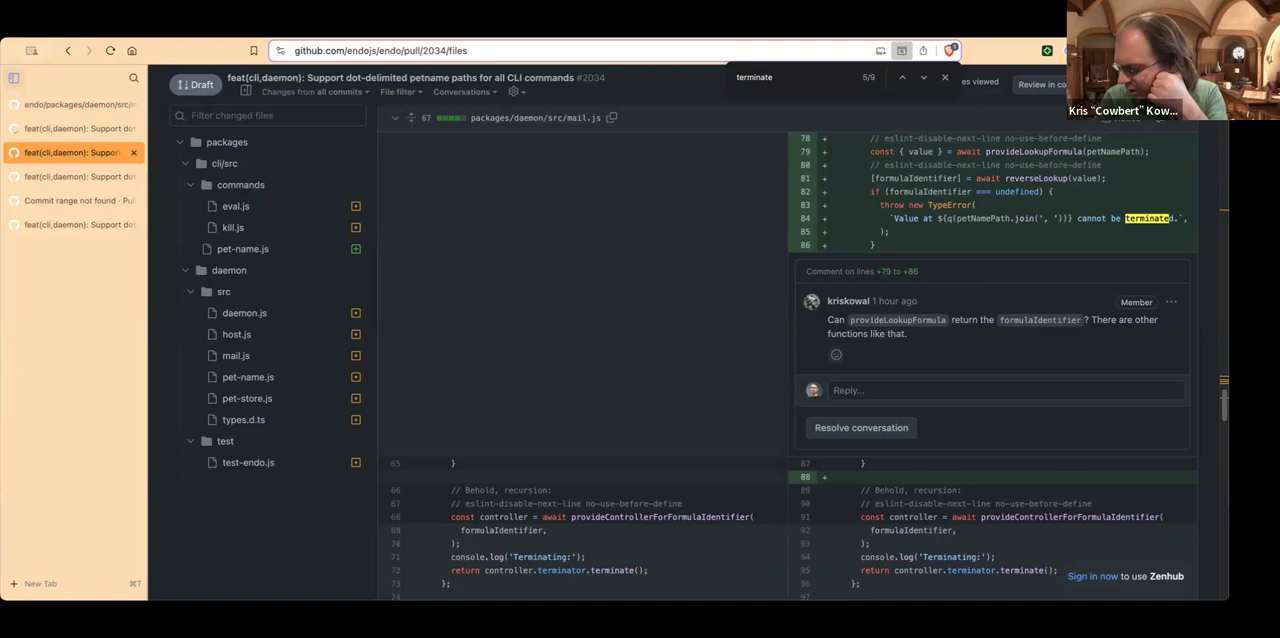 github.com/endojs/endo/pull/2034/files
Kris “Cowbert” Kow...
endo/packages/daemon/src/m
feat(cli,daemon): Support dot-
feat(cli,daemon): Suppo
feat(cli,daemon): Support dot-
Commit range not found · Pul
feat(cli,daemon): Support dot-
New Tab
⌘T
Draft
feat(cli,daemon): Support dot-delimited petname paths for all CLI commands #2034
Changes from all commits
File filter
Conversations
terminate
5/9
es viewed
Review in co
Filter changed files
packages
cli/src
commands
eval.js
kill.js
pet-name.js
daemon
src
daemon.js
host.js
mail.js
pet-name.js
pet-store.js
types.d.ts
test
test-endo.js
67
packages/daemon/src/mail.js
78 + // eslint-disable-next-line no-use-before-define
79 + const { value } = await provideLookupFormula(petNamePath);
80 + // eslint-disable-next-line no-use-before-define
81 + [formulaIdentifier] = await reverseLookup(value);
82 + if (formulaIdentifier === undefined) {
83 + throw new TypeError(
84 + `Value at ${q(petNamePath.join(', '))} cannot be terminated.`,
85 + );
86 + }
Comment on lines +79 to +86
kriskowal 1 hour ago
Member
Can provideLookupFormula return the formulaIdentifier? There are other
functions like that.
Reply...
Resolve conversation
65 }
66 // Behold, recursion:
67 // eslint-disable-next-line no-use-before-define
68 const controller = await provideControllerForFormulaIdentifier(
69 formulaIdentifier,
70 );
71 console.log('Terminating:');
72 return controller.terminator.terminate();
73 };
74
87 }
88 +
89 // Behold, recursion:
90 // eslint-disable-next-line no-use-before-define
91 const controller = await provideControllerForFormulaIdentifier(
92 formulaIdentifier,
93 );
94 console.log('Terminating:');
95 return controller.terminator.terminate();
96 };
97
Sign in now to use Zenhub